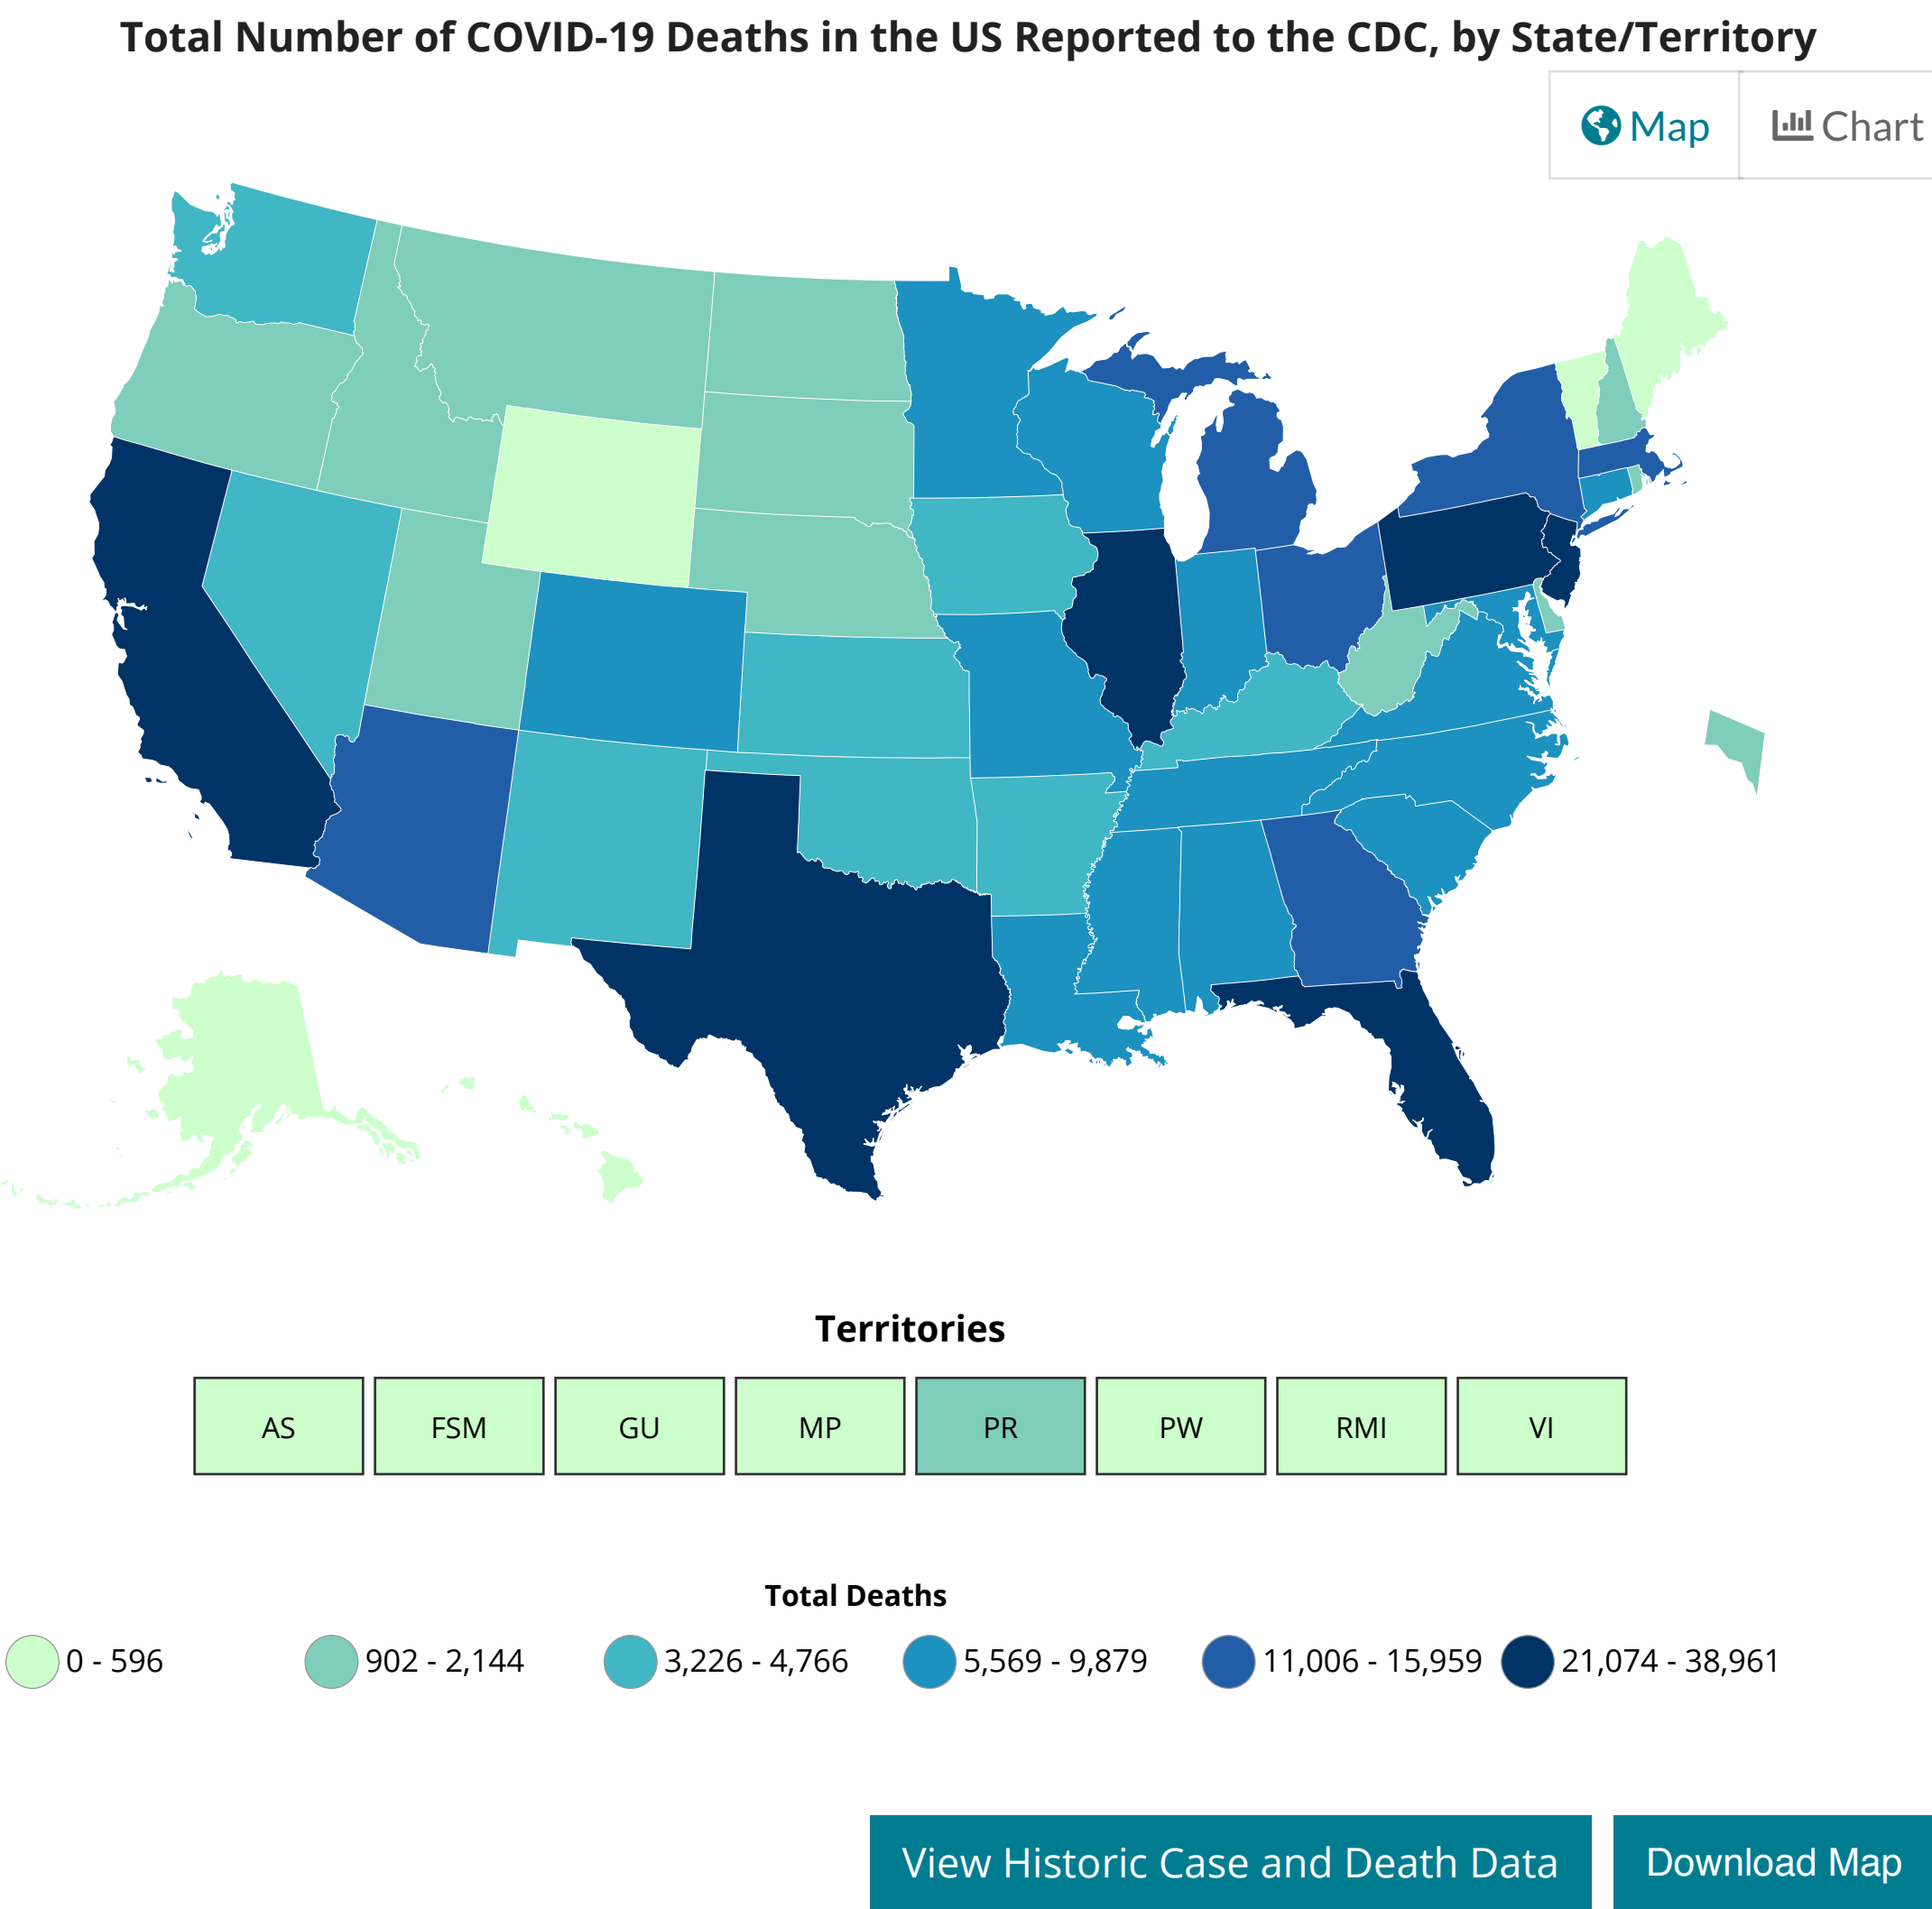 Total Number of COVID-19 Deaths in the US Reported to the CDC, by State/Territory
Map
Chart
Territories
AS
FSM
GU
MP
PR
PW
RMI
VI
Total Deaths
0 - 596
902 - 2,144
3,226 - 4,766
5,569 - 9,879
11,006 - 15,959
21,074 - 38,961
View Historic Case and Death Data
Download Map